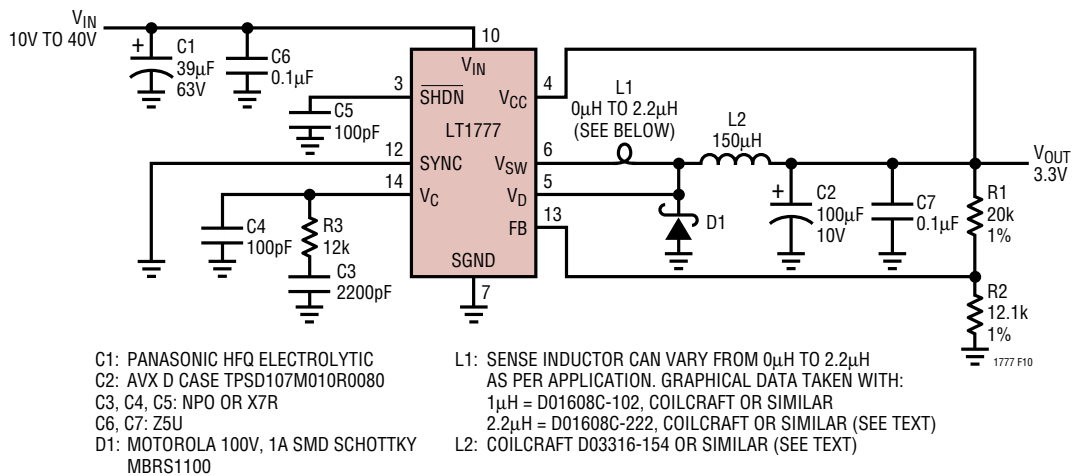 VIN
10V TO 40V
+
C1
39µF
63V
C6
0.1µF
C5
100pF
3
12
14
C4
100pF
R3
12k
C3
2200pF
10
VIN
SHDN
VCC
LT1777
SYNC
VSW
VC
VD
FB
SGND
7
4
6
5
13
L1
0µH TO 2.2µH
(SEE BELOW)
L2
150µH
D1
+
C2
100µF
10V
C7
0.1µF
VOUT
3.3V
R1
20k
1%
R2
12.1k
1%
1777 F10
C1: PANASONIC HFQ ELECTROLYTIC
C2: AVX D CASE TPSD107M010R0080
C3, C4, C5: NPO OR X7R
C6, C7: Z5U
D1: MOTOROLA 100V, 1A SMD SCHOTTKY
MBRS1100
L1: SENSE INDUCTOR CAN VARY FROM 0µH TO 2.2µH
AS PER APPLICATION. GRAPHICAL DATA TAKEN WITH:
1µH = D01608C-102, COILCRAFT OR SIMILAR
2.2µH = D01608C-222, COILCRAFT OR SIMILAR (SEE TEXT)
L2: COILCRAFT D03316-154 OR SIMILAR (SEE TEXT)